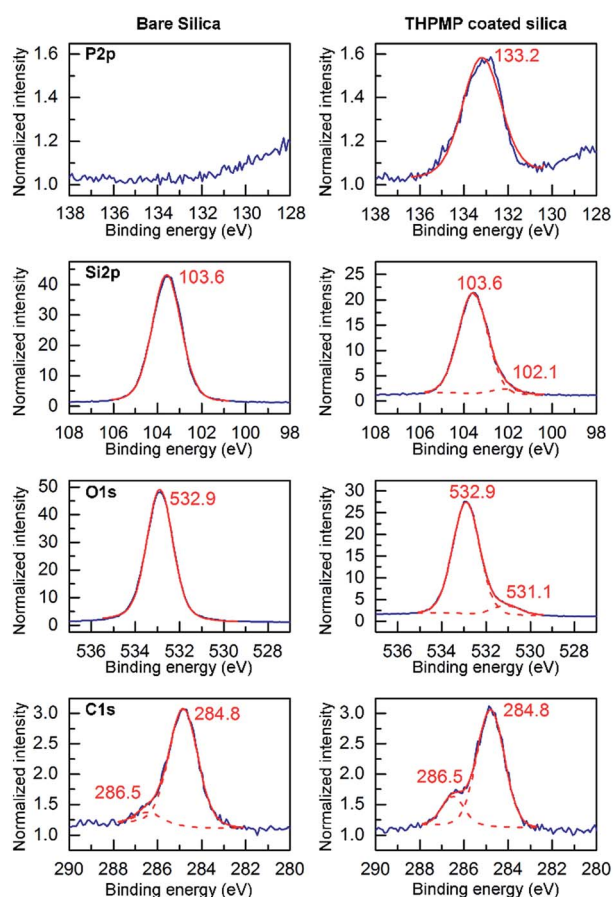 Bare Silica THPMP coated silica
P2p
Normalized intensity
1.6
1.4
1.2
1.0
138 136 134 132 130 128
Binding energy (eV)
133.2
Normalized intensity
1.6
1.4
1.2
1.0
138 136 134 132 130 128
Binding energy (eV)
Si2p
103.6
Normalized intensity
40
30
20
10
0
108 106 104 102 100 98
Binding energy (eV)
103.6
102.1
Normalized intensity
25
20
15
10
5
0
108 106 104 102 100 98
Binding energy (eV)
O1s
532.9
Normalized intensity
50
40
30
20
10
0
536 534 532 530 528
Binding energy (eV)
532.9
531.1
Normalized intensity
30
25
20
15
10
5
0
536 534 532 530 528
Binding energy (eV)
C1s
284.8
286.5
Normalized intensity
3.0
2.5
2.0
1.5
1.0
290 288 286 284 282 280
Binding energy (eV)
284.8
286.5
Normalized intensity
3.0
2.5
2.0
1.5
1.0
290 288 286 284 282 280
Binding energy (eV)